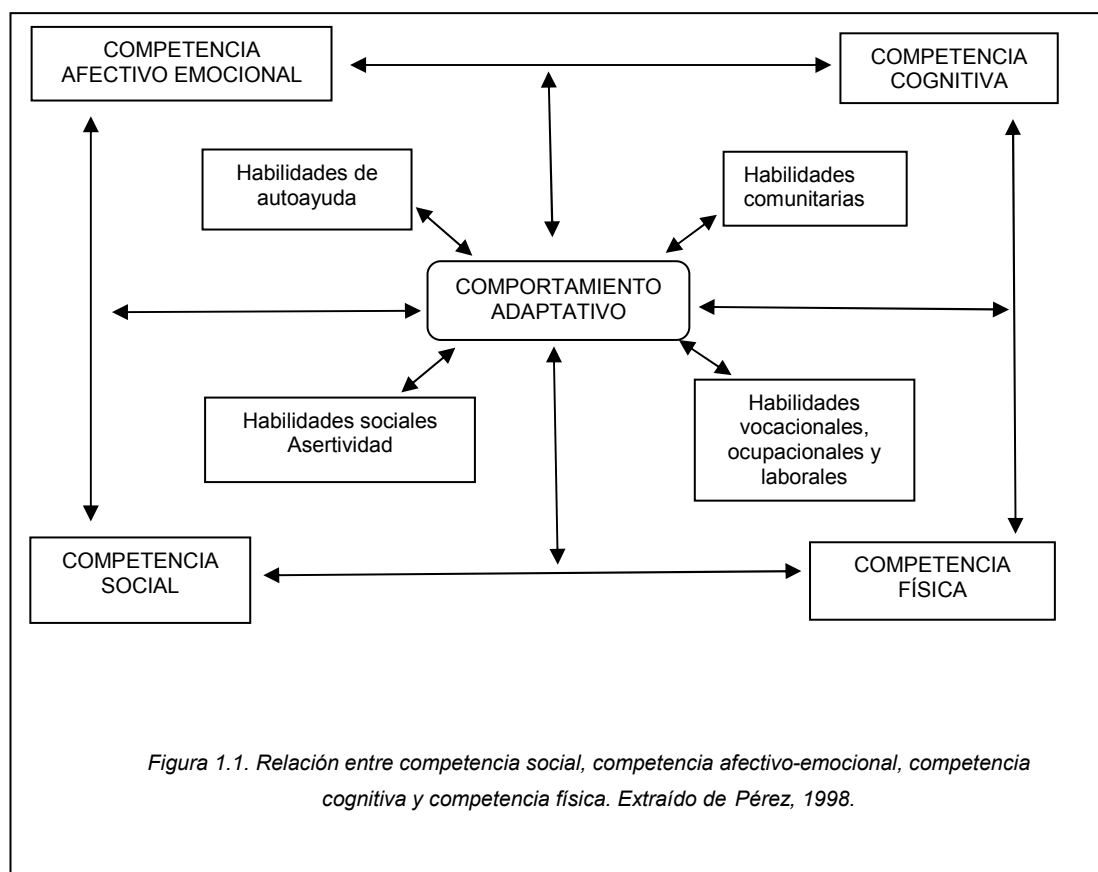 COMPETENCIA
AFECTIVO EMOCIONAL
COMPETENCIA
COGNITIVA
Habilidades de
autoayuda
Habilidades
comunitarias
COMPORTAMIENTO
ADAPTATIVO
Habilidades sociales
Asertividad
Habilidades
vocacionales,
ocupacionales y
laborales
COMPETENCIA
SOCIAL
COMPETENCIA
FÍSICA
Figura 1.1. Relación entre competencia social, competencia afectivo-emocional, competencia
cognitiva y competencia física. Extraído de Pérez, 1998.